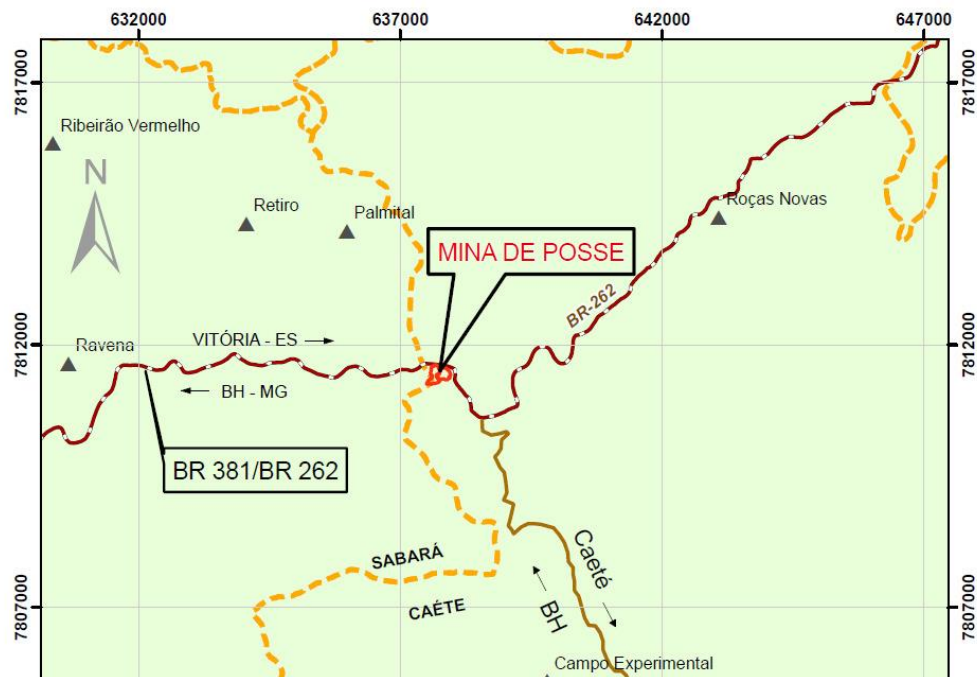 632000
637000
642000
647000
7817000
7817000
Ribeirão Vermelho
N
Retiro
Palmital
Roças Novas
MINA DE POSSE
BR-262
7812000
7812000
Ravena
VITÓRIA - ES
BH - MG
BR 381/BR 262
SABARÁ
CAÉTE
Caeté
BH
7807000
7807000
Campo Experimental